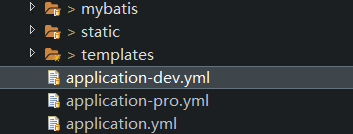 > mybatis
> static
> templates
application-dev.yml
application-pro.yml
application.yml